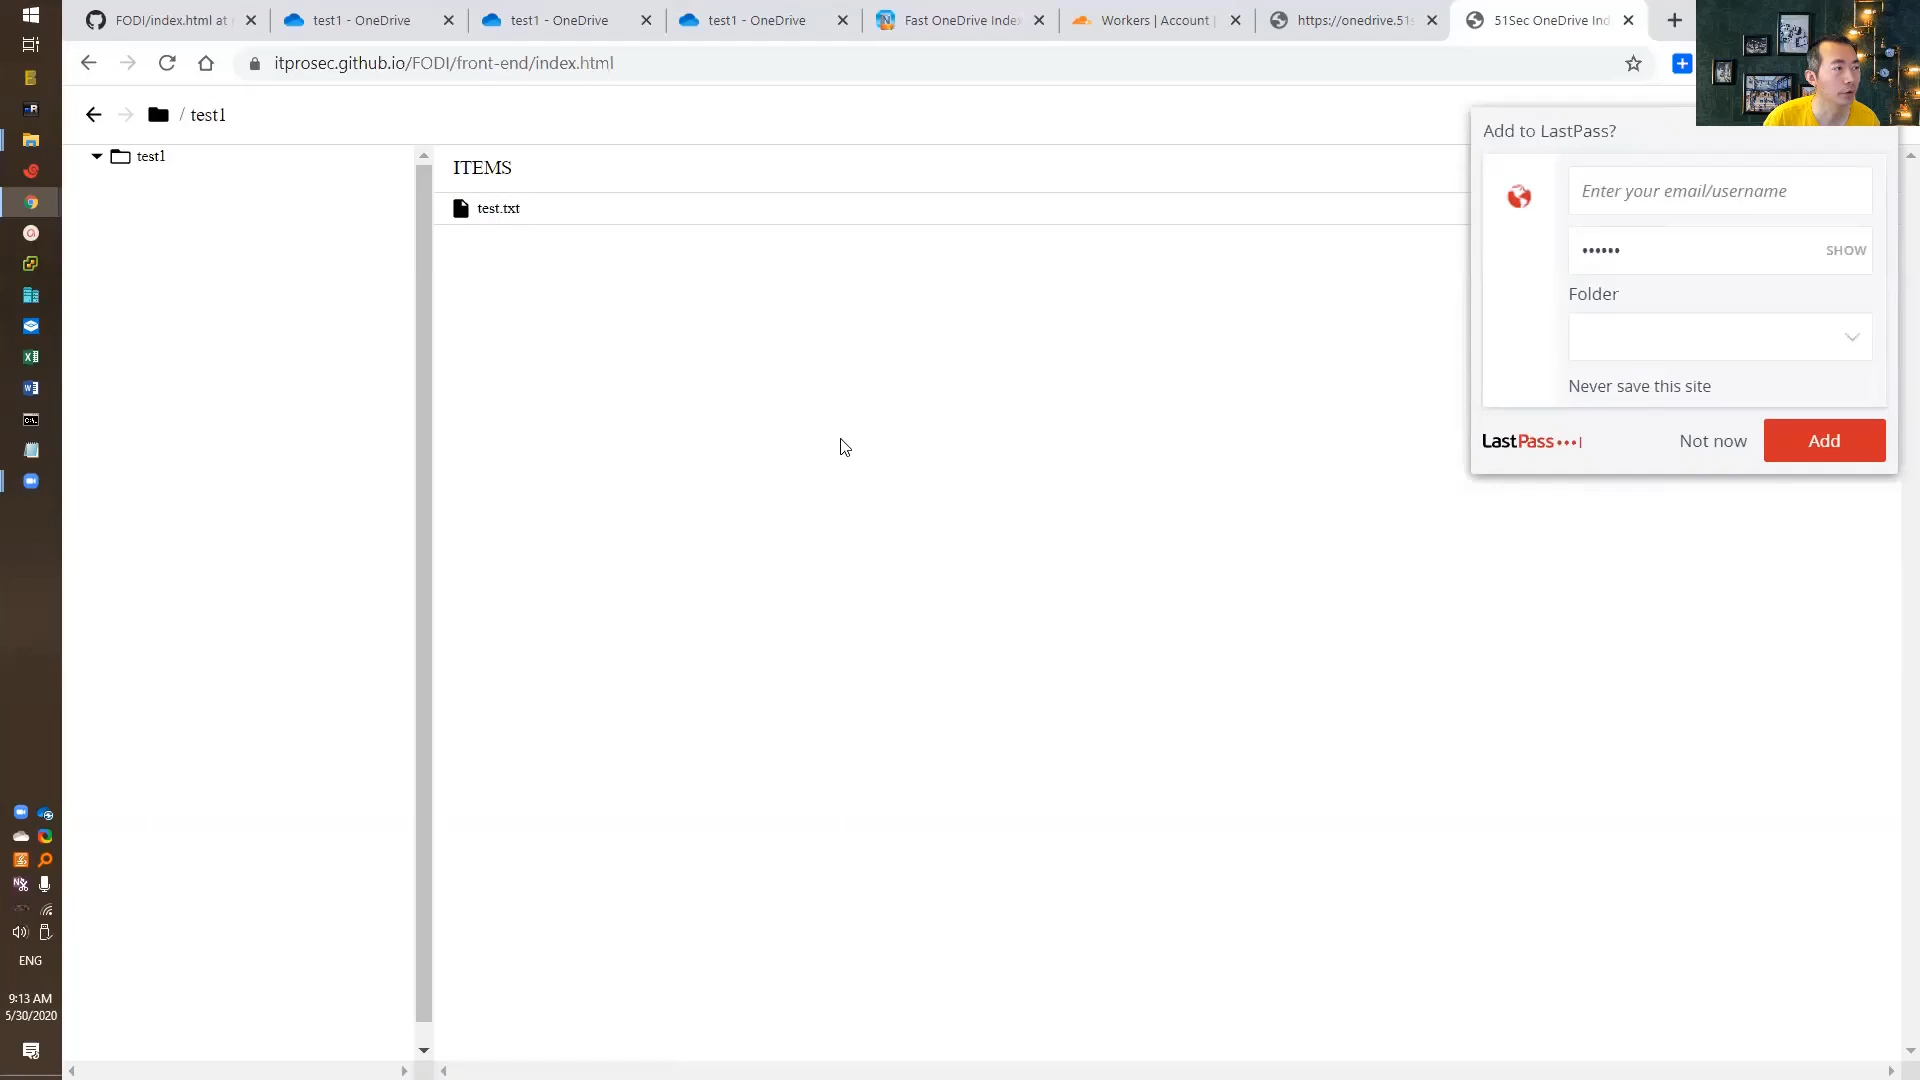 FODI/index.html at
test1 - OneDrive
test1 - OneDrive
test1 - OneDrive
Fast OneDrive Index
Workers | Account |
https://onedrive.51s
51Sec OneDrive Ind
itprosec.github.io/FODI/front-end/index.html
/ test1
test1
ITEMS
test.txt
Add to LastPass?
Enter your email/username
••••••
SHOW
Folder
Never save this site
LastPass•••|
Not now
Add
ENG
9:13 AM
5/30/2020